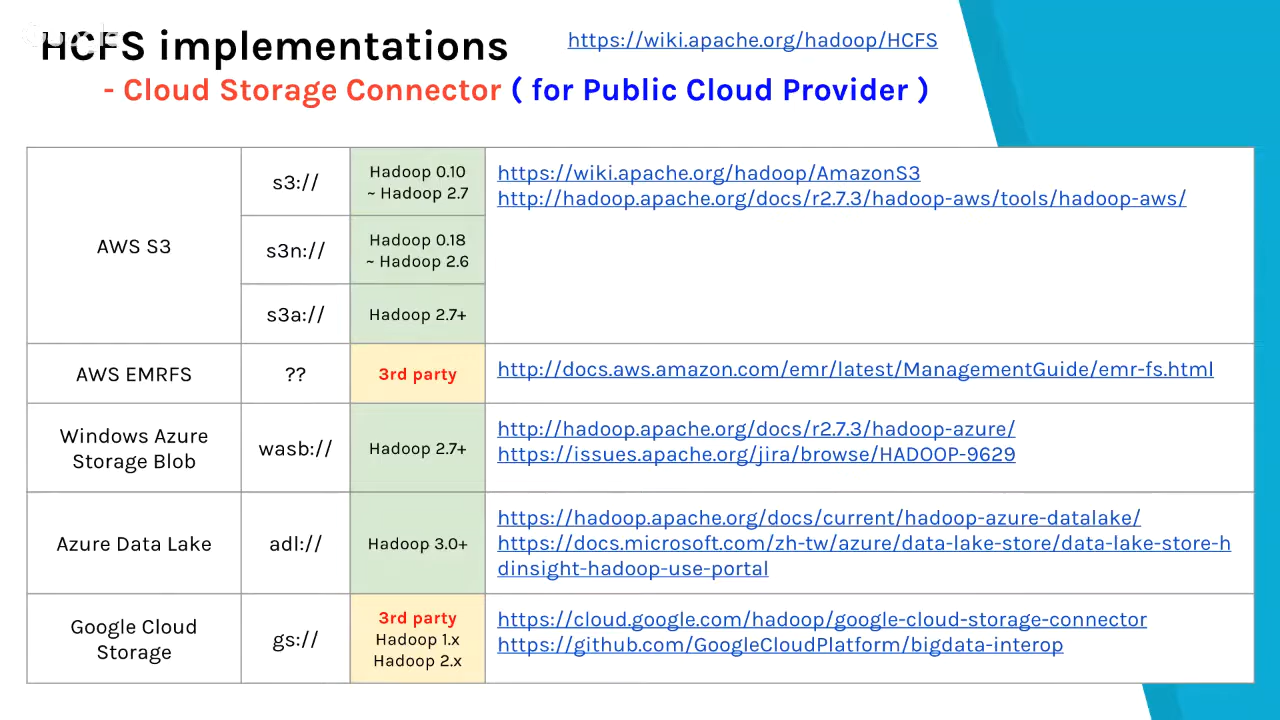 HCFS implementations
https://wiki.apache.org/hadoop/HCFS
- Cloud Storage Connector ( for Public Cloud Provider )
AWS S3
s3://
Hadoop 0.10
~ Hadoop 2.7
https://wiki.apache.org/hadoop/AmazonS3
http://hadoop.apache.org/docs/r2.7.3/hadoop-aws/tools/hadoop-aws/
s3n://
Hadoop 0.18
~ Hadoop 2.6
s3a://
Hadoop 2.7+
AWS EMRFS
??
3rd party
http://docs.aws.amazon.com/emr/latest/ManagementGuide/emr-fs.html
Windows Azure
Storage Blob
wasb://
Hadoop 2.7+
http://hadoop.apache.org/docs/r2.7.3/hadoop-azure/
https://issues.apache.org/jira/browse/HADOOP-9629
Azure Data Lake
adl://
Hadoop 3.0+
https://hadoop.apache.org/docs/current/hadoop-azure-datalake/
https://docs.microsoft.com/zh-tw/azure/data-lake-store/data-lake-store-h
dinsight-hadoop-use-portal
Google Cloud
Storage
gs://
3rd party
Hadoop 1.x
Hadoop 2.x
https://cloud.google.com/hadoop/google-cloud-storage-connector
https://github.com/GoogleCloudPlatform/bigdata-interop